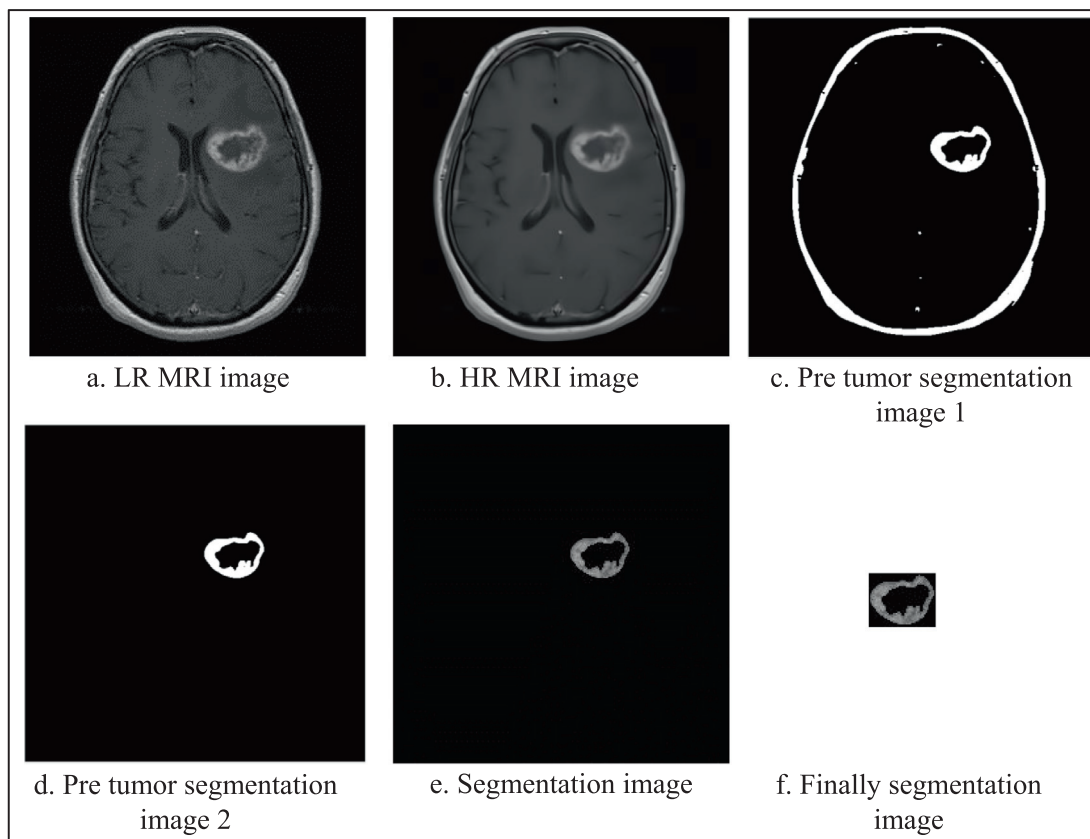 a. LR MRI image
b. HR MRI image
c. Pre tumor segmentation
image 1
d. Pre tumor segmentation
image 2
e. Segmentation image
f. Finally segmentation
image